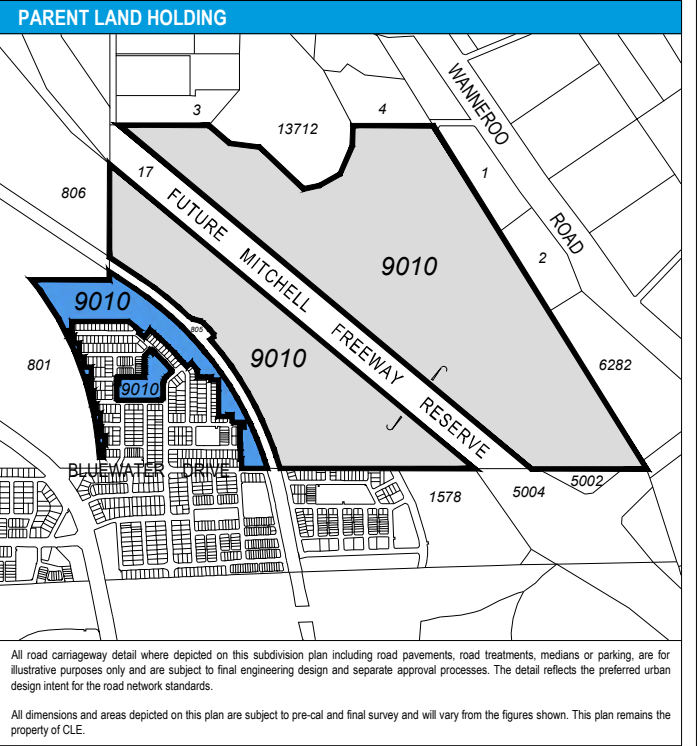 PARENT LAND HOLDING
WANNEROO
ROAD
3
4
13712
17
1
806
FUTURE MITCHELL FREEWAY RESERVE
2
9010
9010
805
9010
801
6282
9010
BLUEWATER DRIVE
1578
5004
5002
All road carriageway detail where depicted on this subdivision plan including road pavements, road treatments, medians or parking, are for
illustrative purposes only and are subject to final engineering design and separate approval processes. The detail reflects the preferred urban
design intent for the road network standards.
All dimensions and areas depicted on this plan are subject to pre-cal and final survey and will vary from the figures shown. This plan remains the
property of CLE.